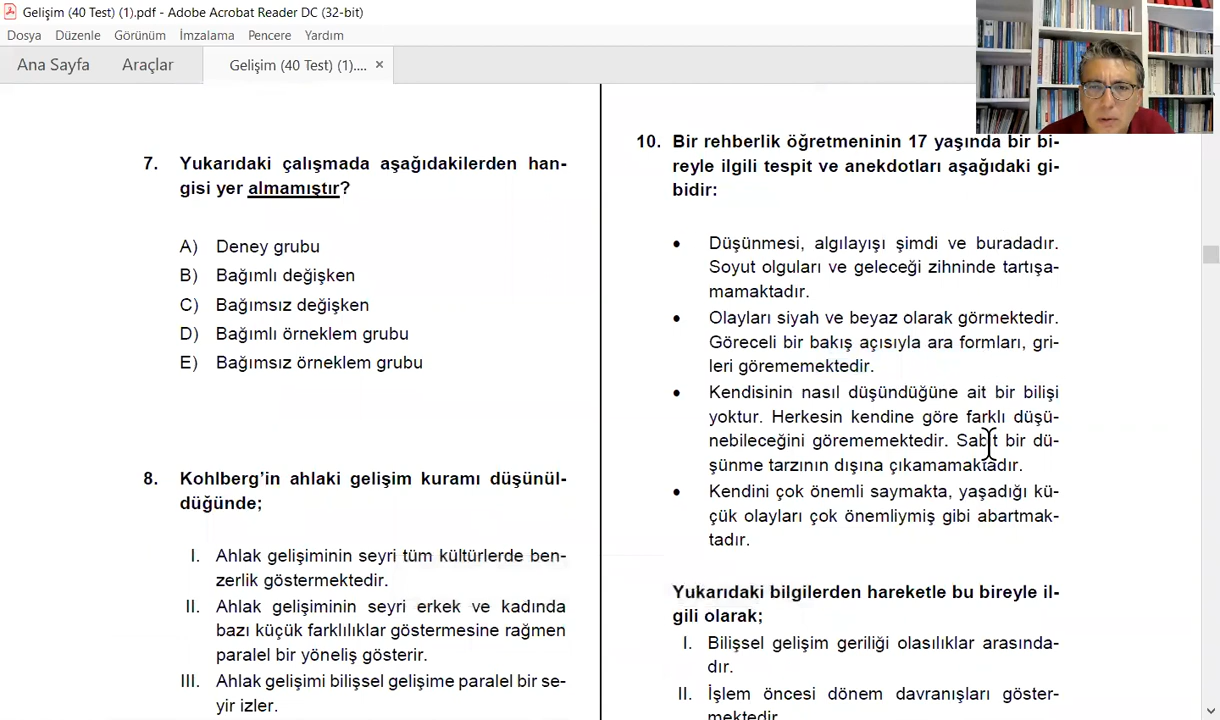 Gelişim (40 Test) (1).pdf - Adobe Acrobat Reader DC (32-bit)
Dosya Düzenle Görünüm İmzalama Pencere Yardım
Ana Sayfa Araçlar Gelişim (40 Test) (1).... ×
7. Yukarıdaki çalışmada aşağıdakilerden han-
gisi yer almamıştır?
A) Deney grubu
B) Bağımlı değişken
C) Bağımsız değişken
D) Bağımlı örneklem grubu
E) Bağımsız örneklem grubu
8. Kohlberg'in ahlaki gelişim kuramı düşünül-
düğünde;
I. Ahlak gelişiminin seyri tüm kültürlerde ben-
zerlik göstermektedir.
II. Ahlak gelişiminin seyri erkek ve kadında
bazı küçük farklılıklar göstermesine rağmen
paralel bir yöneliş gösterir.
III. Ahlak gelişimi bilişsel gelişime paralel bir se-
yir izler.
10. Bir rehberlik öğretmeninin 17 yaşında bir bi-
reyle ilgili tespit ve anekdotları aşağıdaki gi-
bidir:
• Düşünmesi, algılayışı şimdi ve buradadır.
Soyut olguları ve geleceği zihninde tartışa-
mamaktadır.
• Olayları siyah ve beyaz olarak görmektedir.
Göreceli bir bakış açısıyla ara formları, gri-
leri görememektedir.
• Kendisinin nasıl düşündüğüne ait bir bilişi
yoktur. Herkesin kendine göre farklı düşü-
nebileceğini görememektedir. Sabit bir dü-
şünme tarzının dışına çıkamamaktadır.
• Kendini çok önemli saymakta, yaşadığı kü-
çük olayları çok önemliymiş gibi abartmak-
tadır.
Yukarıdaki bilgilerden hareketle bu bireyle il-
gili olarak;
I. Bilişsel gelişim geriliği olasılıklar arasında-
dır.
II. İşlem öncesi dönem davranışları göster-
mektedir.